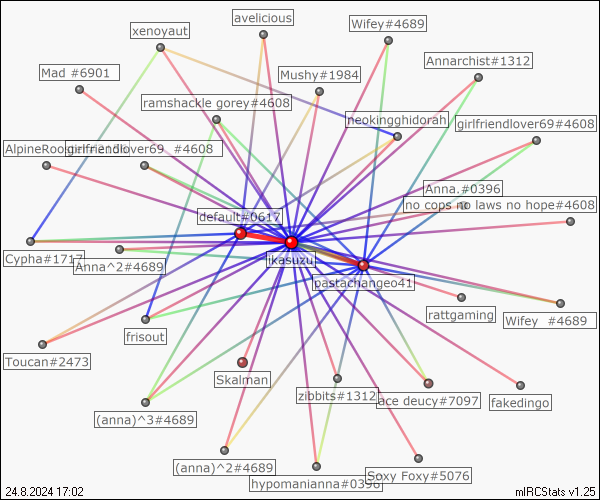 avelicious
xenoyaut
Wifey#4689
Annarchist#1312
Mad #6901
Mushy#1984
ramshackle gorey#4608
neokingghidorah
girlfriendlover69#4608
girlfriendlover69 #4608
Anna.#0396
no cops no laws no hope#4608
default#0617
Cypha#1717
Anna^2#4689
ikasuzu
pastachangeo41
rattgaming
Wifey #4689
frisout
Toucan#2473
Skalman
zibbits#1312
ace deucy#7097
fakedingo
(anna)^3#4689
(anna)^2#4689
hypomanianna#0396
Soxy Foxy#5076
24.8.2024 17:02
mIRCStats v1.25